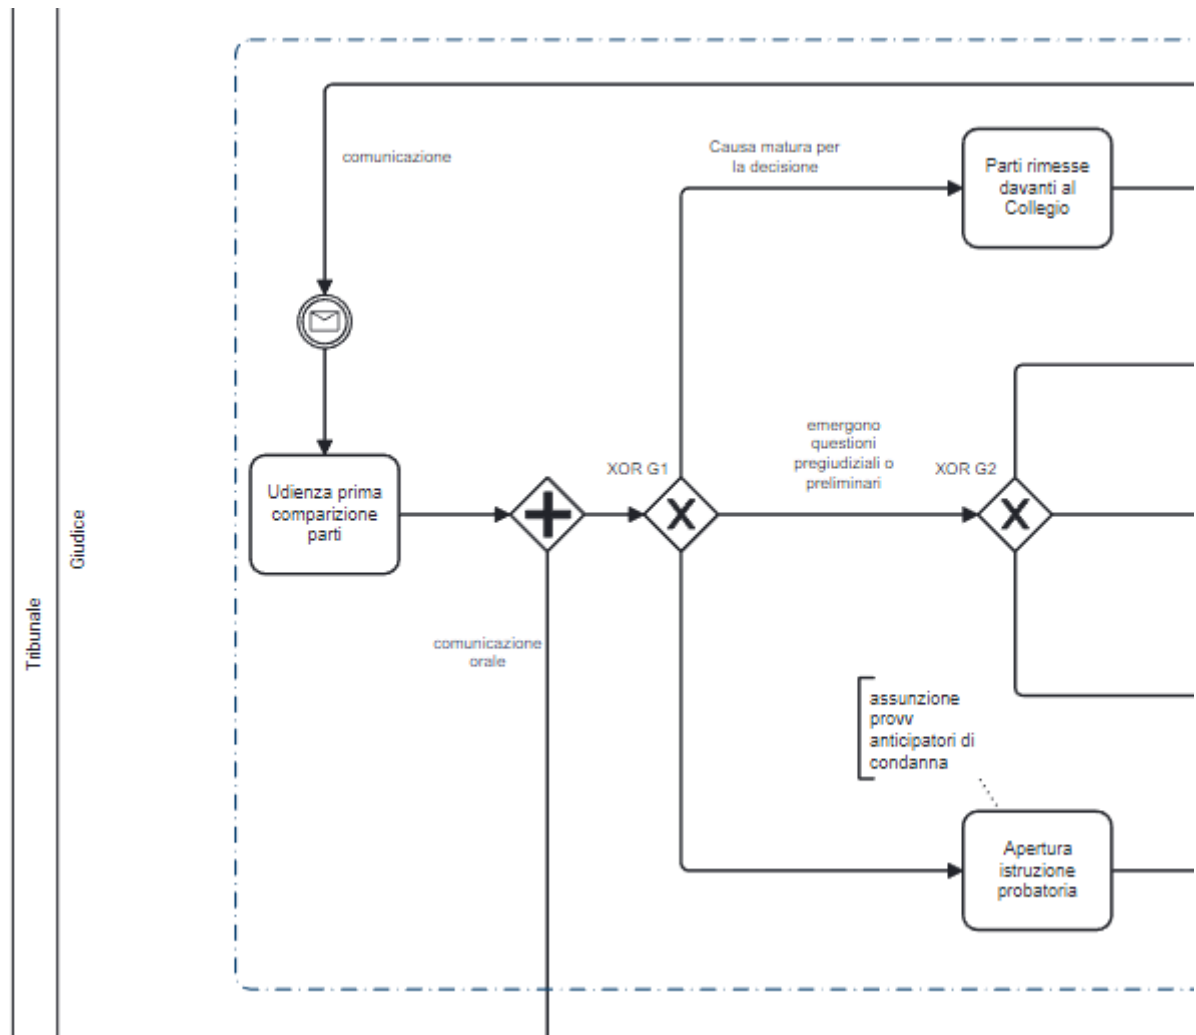 Tribunale
Giudice
comunicazione
Causa matura per
la decisione
Parti rimesse
davanti al
Collegio
Udienza prima
comparizione
parti
XOR G1
emergono
questioni
pregiudiziali o
preliminari
XOR G2
comunicazione
orale
assunzione
provv
anticipatori di
condanna
Apertura
istruzione
probatoria